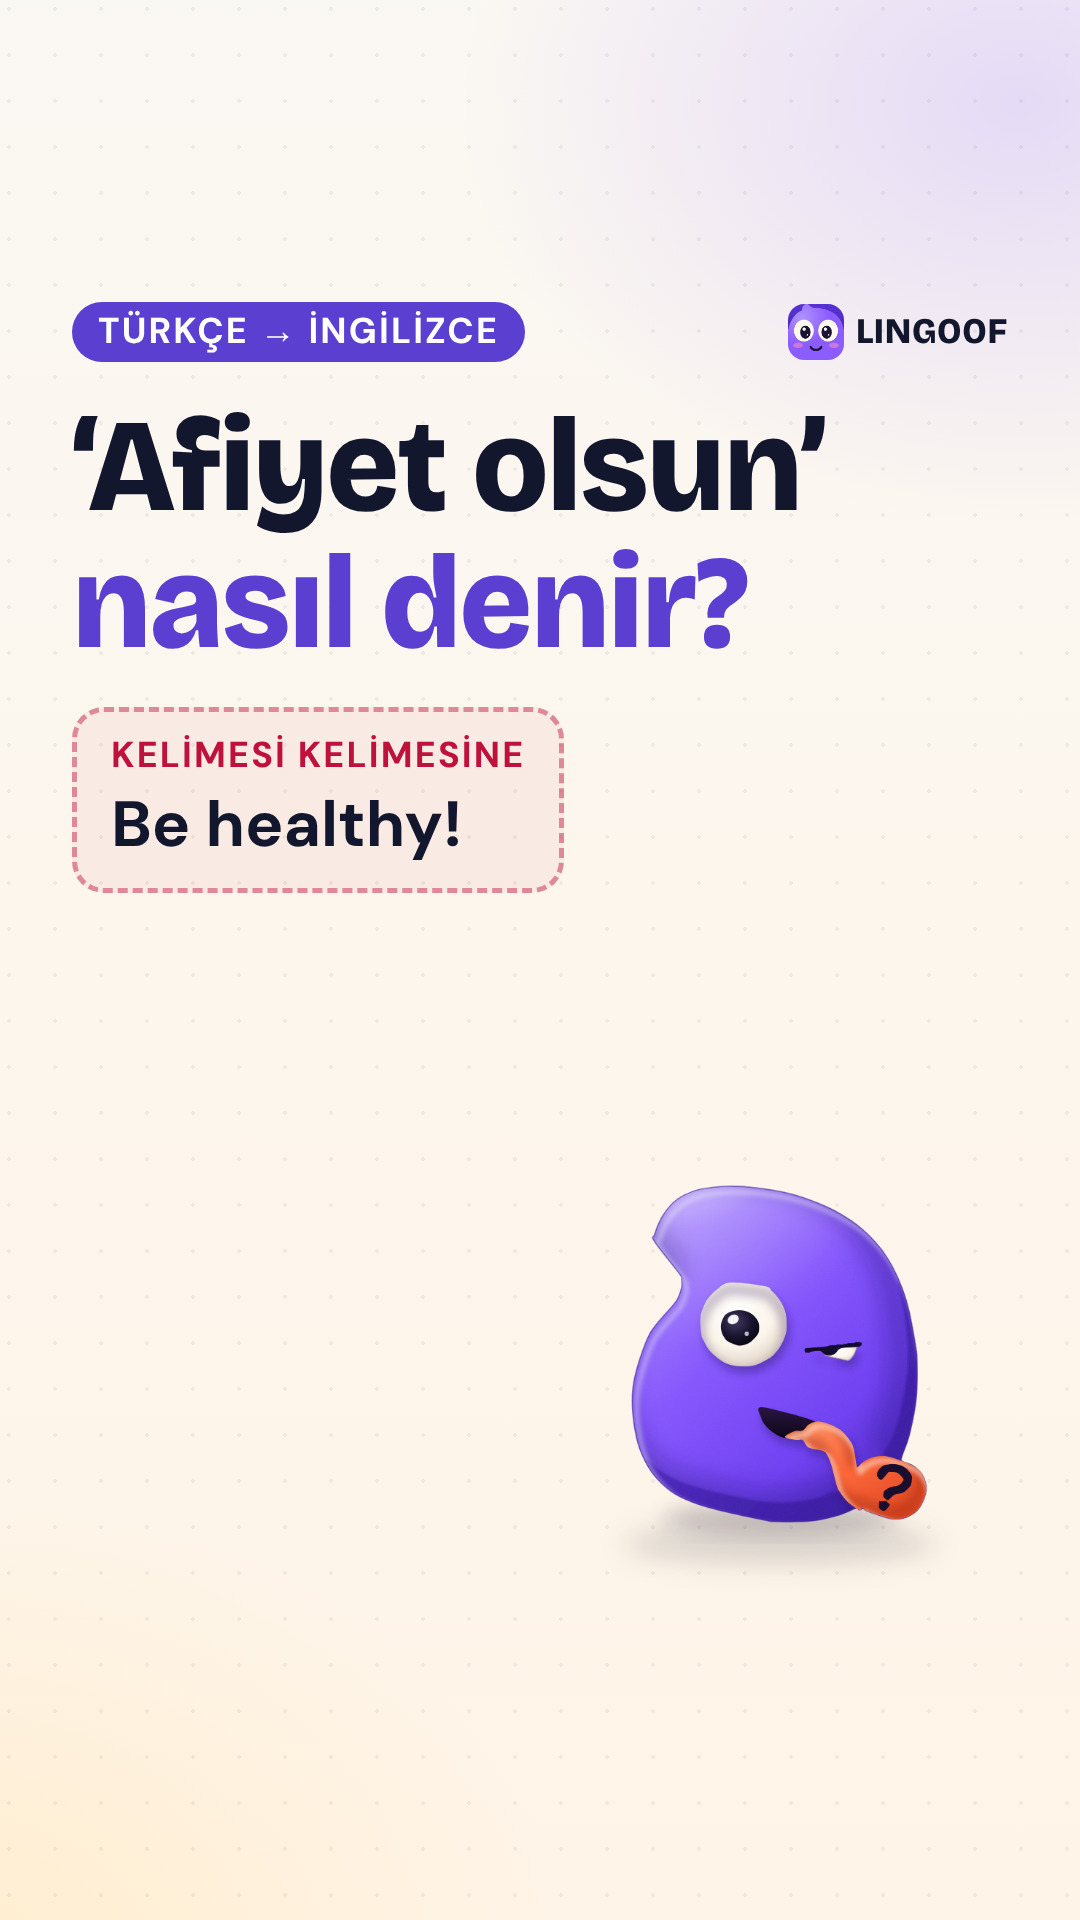 TÜRKÇE → İNGİLİZCE
LINGOOF
‘Afiyet olsun’
nasıl denir?
KELİMESİ KELİMESİNE
Be healthy!
?